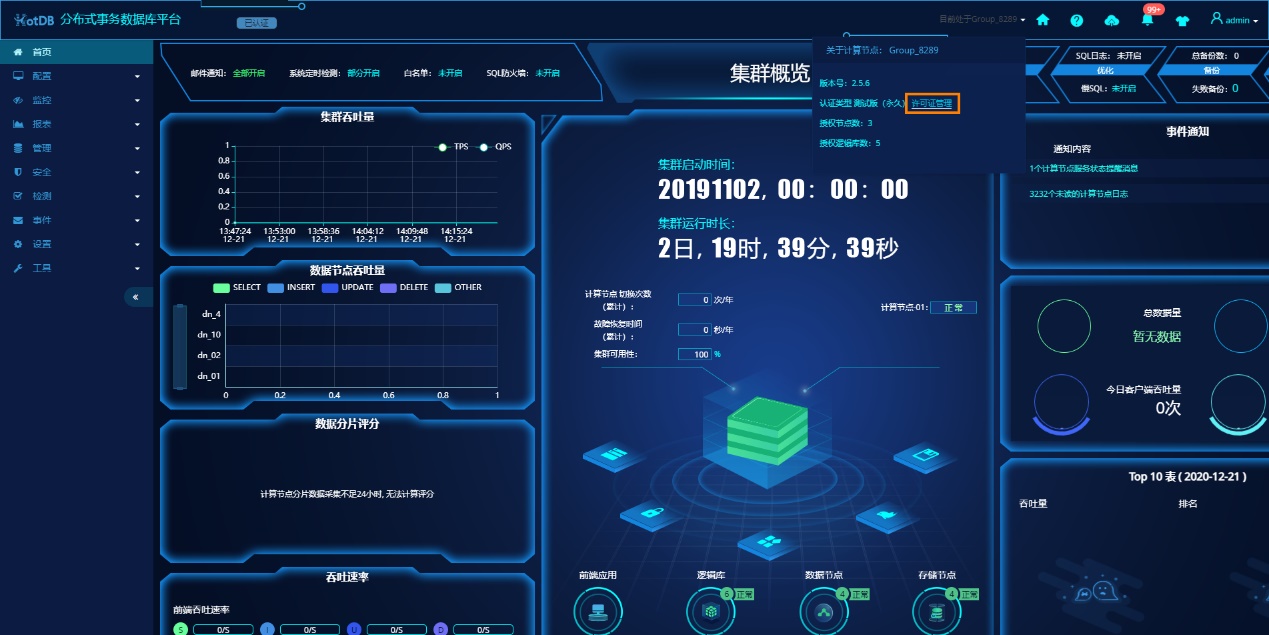 HotDB 分布式事务数据库平台
已认证
目前处于Group_8289
99+
admin
首页
配置
监控
报表
管理
安全
检测
事件
设置
工具
«
邮件通知: 全部开启 系统定时检测: 部分开启 白名单: 未开启 SQL防火墙: 未开启
集群概览
关于计算节点: Group_8289
版本号: 2.5.6
认证类型 测试版 (永久) 许可证管理
授权节点数: 3
授权逻辑库数: 5
SQL日志: 未开启
优化
慢SQL: 未开启
总备份数: 0
备份
失败备份: 0
集群吞吐量
TPS QPS
1
0.8
0.6
0.4
0.2
0
13:47:24 13:53:00 13:58:36 14:04:12 14:09:48 14:15:24
12-21 12-21 12-21 12-21 12-21 12-21
数据节点吞吐量
SELECT INSERT UPDATE DELETE OTHER
dn_4
dn_10
dn_02
dn_01
0 0.2 0.4 0.6 0.8 1
数据分片评分
计算节点分片数据采集不足24小时, 无法计算评分
吞吐速率
前端吞吐速率
S 0/S I 0/S U 0/S D 0/S
集群启动时间:
20191102, 00: 00: 00
集群运行时长:
2日, 19时, 39分, 39秒
计算节点 切换次数
(累计) : 0 次/年
故障恢复时间
(累计) : 0 秒/年
集群可用性: 100 %
计算节点-01: 正 常
前端应用 逻辑库 数据节点 存储节点
6 正常 4 正常 4 正常
事件通知
通知内容
1个计算节点服务状态提醒消息
3232个未读的计算节点日志
总数据量
暂无数据
今日客户端吞吐量
0次
Top 10 表 ( 2020-12-21 )
吞吐量 排名